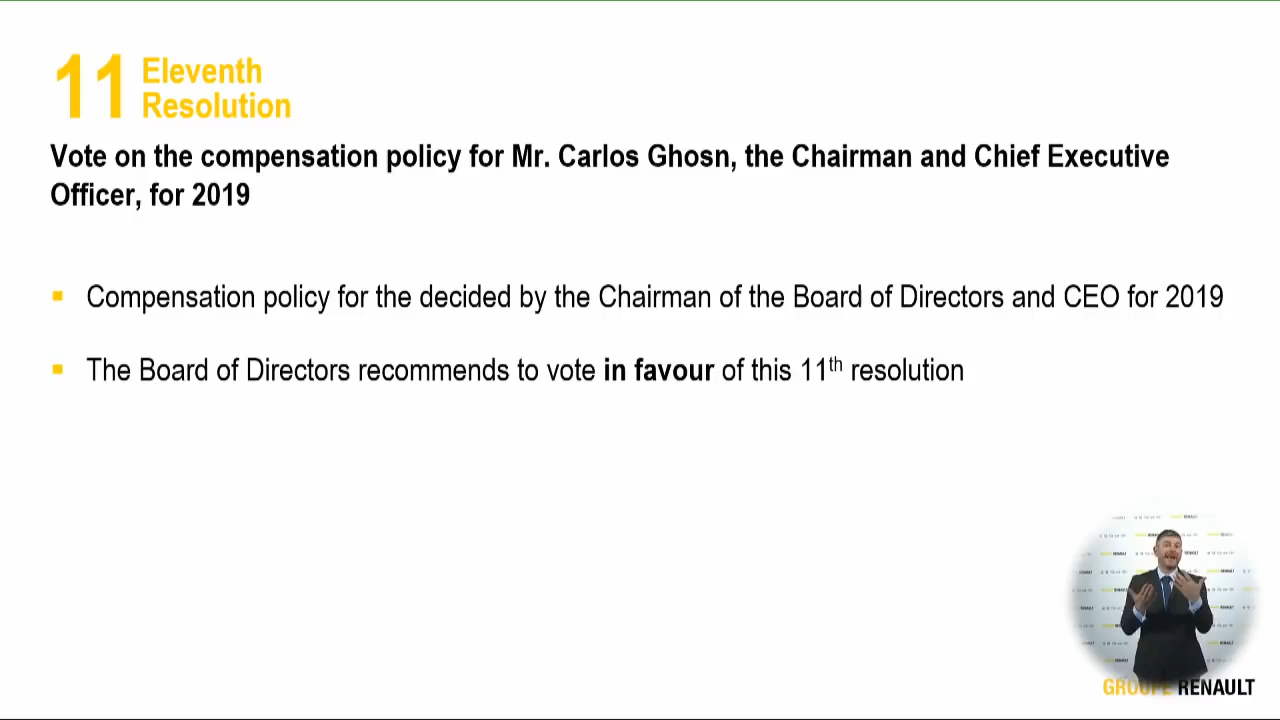 11 Eleventh
Resolution
Vote on the compensation policy for Mr. Carlos Ghosn, the Chairman and Chief Executive
Officer, for 2019
Compensation policy for the decided by the Chairman of the Board of Directors and CEO for 2019
The Board of Directors recommends to vote in favour of this 11th resolution
GROUPE RENAULT